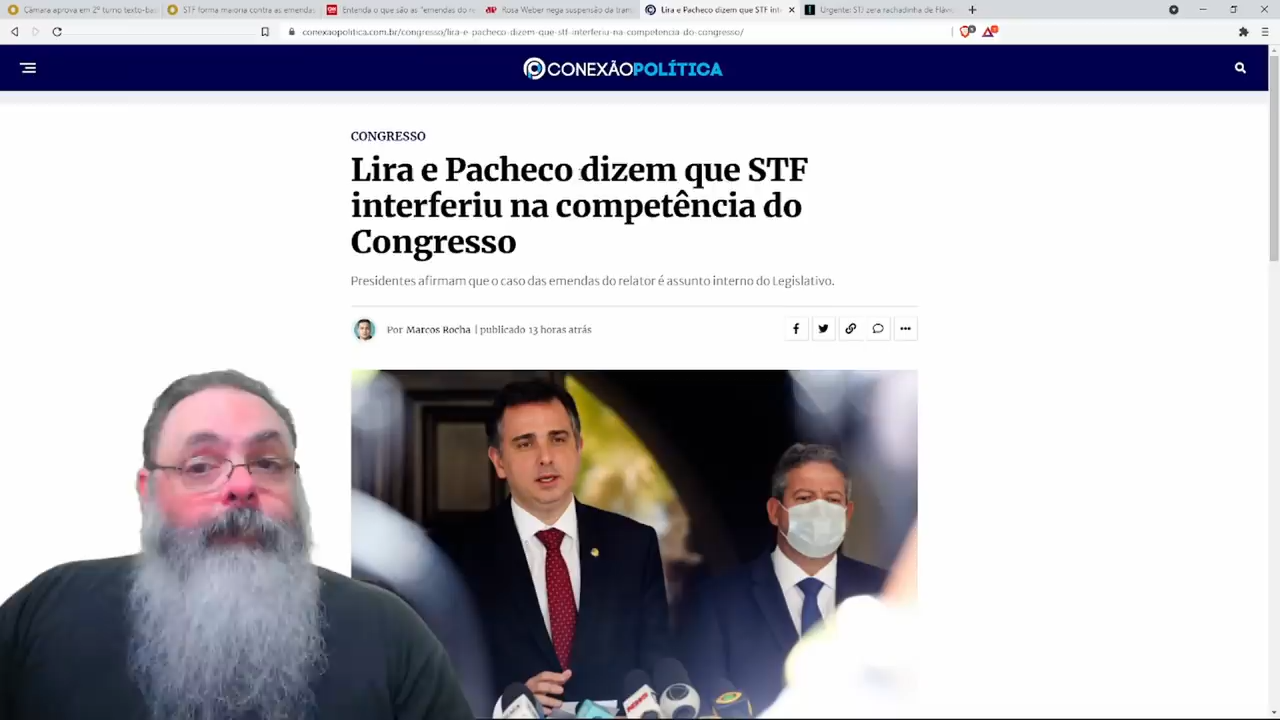 Câmara aprova em 2º turno texto-bas
STF forma maioria contra as emendas
Entenda o que são as "emendas do re
Rosa Weber nega suspensão da tram
Lira e Pacheco dizem que STF int
Urgente: STJ zera rachadinha de Fláv
conexaopolitica.com.br/congresso/lira-e-pacheco-dizem-que-stf-interferiu-na-competencia-do-congresso/
CONEXÃOPOLÍTICA
CONGRESSO
Lira e Pacheco dizem que STF
interferiu na competência do
Congresso
Presidentes afirmam que o caso das emendas do relator é assunto interno do Legislativo.
Por Marcos Rocha | publicado 13 horas atrás